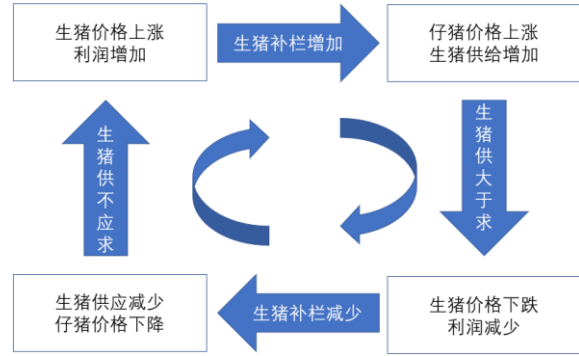 生猪价格上涨
利润增加
生猪补栏增加
仔猪价格上涨
生猪供给增加
生猪供不应求
生猪供大于求
生猪供应减少
仔猪价格下降
生猪补栏减少
生猪价格下跌
利润减少